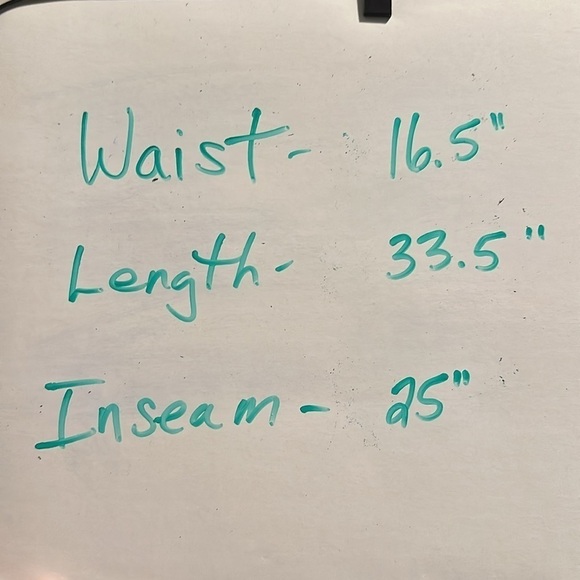 Waist- 16.5"
Length- 33.5"
Inseam - 25"